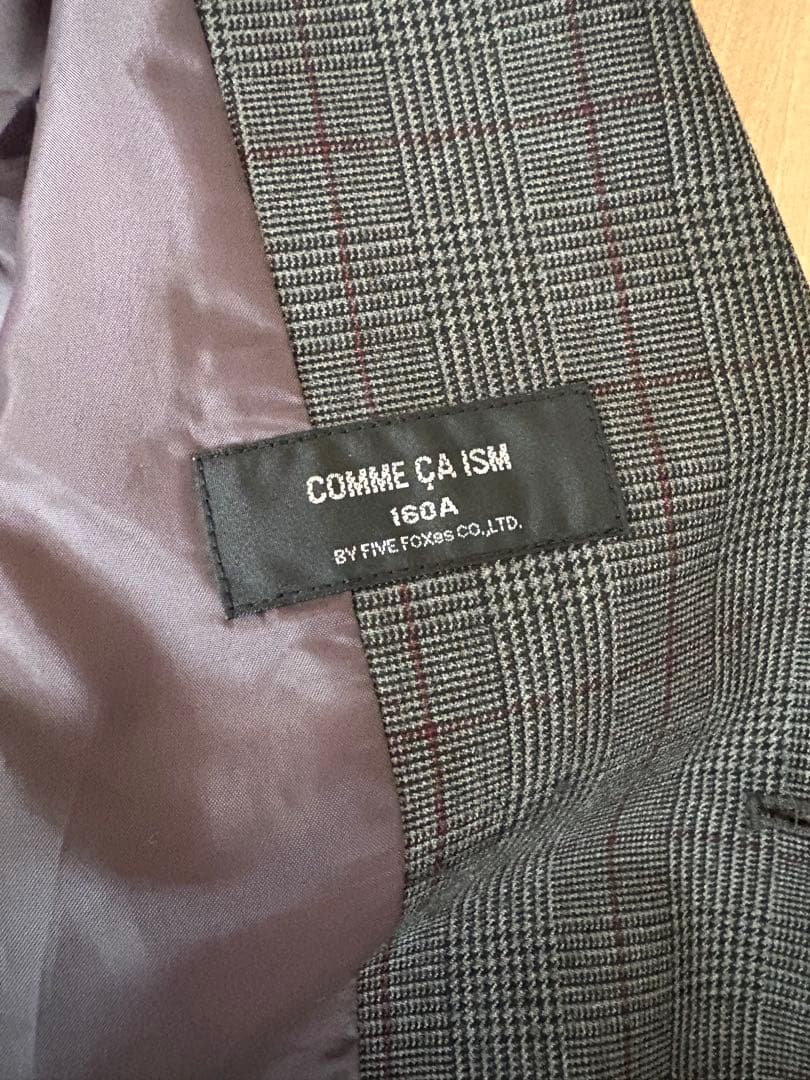 COMME ÇA ISM
160A
BY FIVE FOXes CO.,LTD.